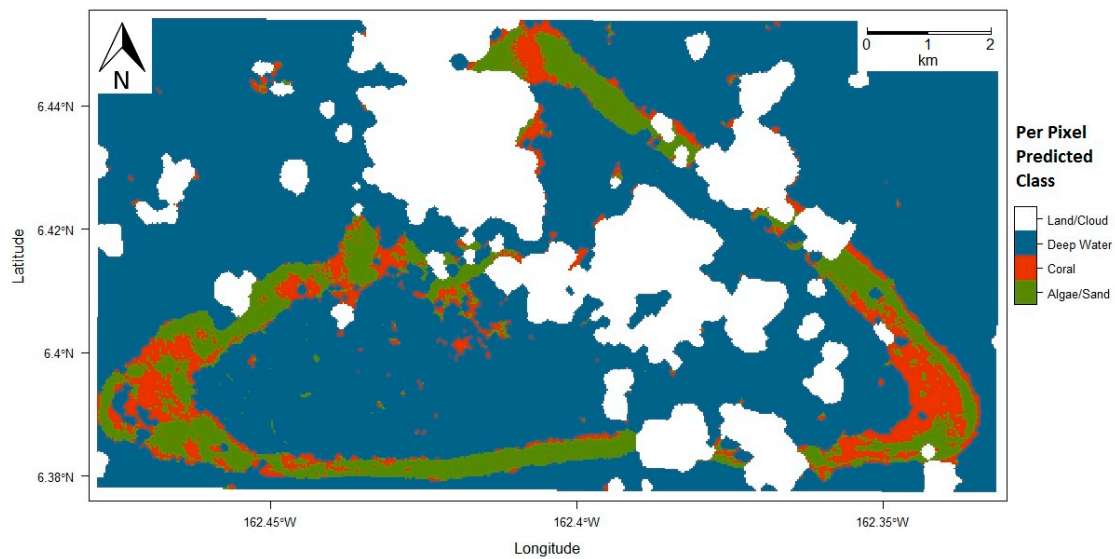 N
0 1 2
km
6.44°N
6.42°N
6.4°N
6.38°N
Latitude
162.45°W 162.4°W 162.35°W
Longitude
Per Pixel
Predicted
Class
Land/Cloud
Deep Water
Coral
Algae/Sand